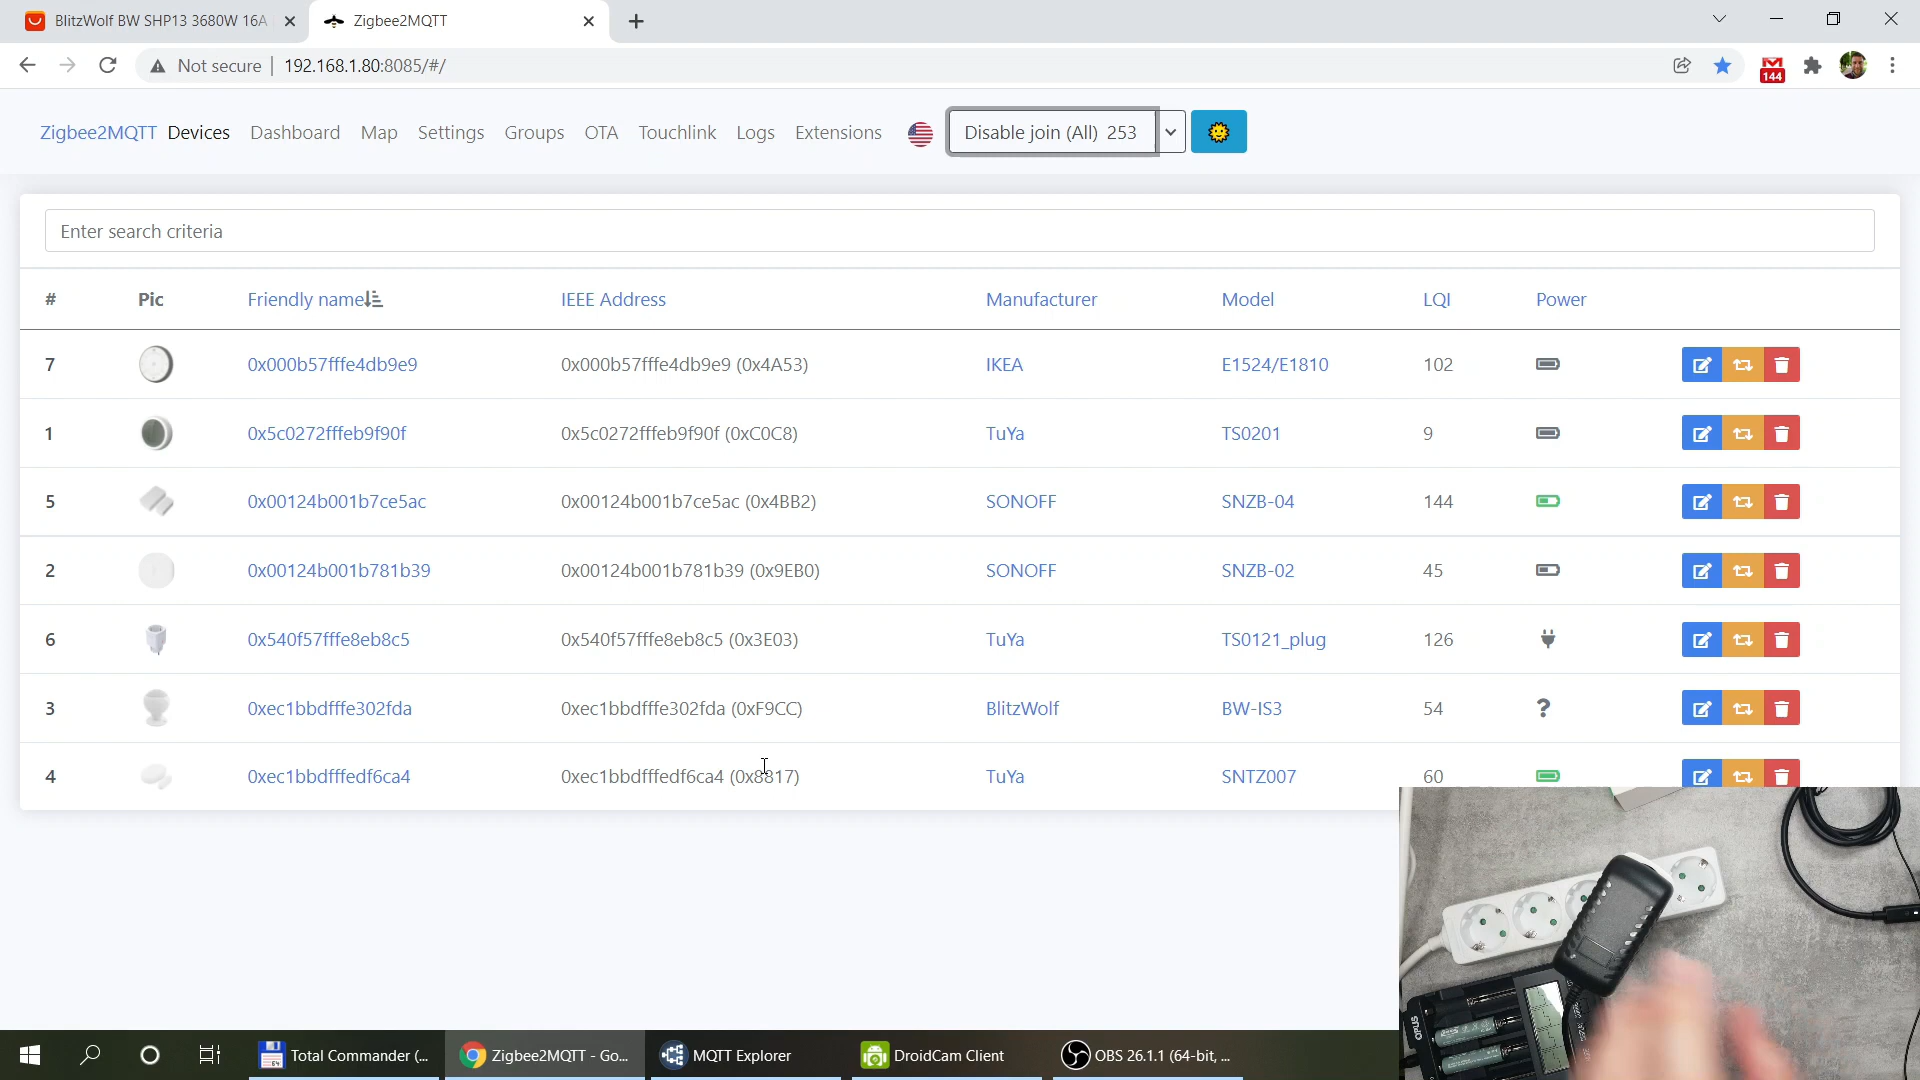 BlitzWolf BW SHP13 3680W 16A
Zigbee2MQTT
Not secure
192.168.1.80:8085/#/
144
Zigbee2MQTT Devices Dashboard Map Settings Groups OTA Touchlink Logs Extensions Disable join (All) 253
Enter search criteria
# Pic Friendly name IEEE Address Manufacturer Model LQI Power
7 0x000b57fffe4db9e9 0x000b57fffe4db9e9 (0x4A53) IKEA E1524/E1810 102
1 0x5c0272fffeb9f90f 0x5c0272fffeb9f90f (0xC0C8) TuYa TS0201 9
5 0x00124b001b7ce5ac 0x00124b001b7ce5ac (0x4BB2) SONOFF SNZB-04 144
2 0x00124b001b781b39 0x00124b001b781b39 (0x9EB0) SONOFF SNZB-02 45
6 0x540f57fffe8eb8c5 0x540f57fffe8eb8c5 (0x3E03) TuYa TS0121_plug 126
3 0xec1bbdfffe302fda 0xec1bbdfffe302fda (0xF9CC) BlitzWolf BW-IS3 ? 54
4 0xec1bbdfffedf6ca4 0xec1bbdfffedf6ca4 (0x8817) TuYa SNTZ007 60
OPUS
64 Total Commander (...
Zigbee2MQTT - Go...
MQTT Explorer
DroidCam Client
OBS 26.1.1 (64-bit, ...